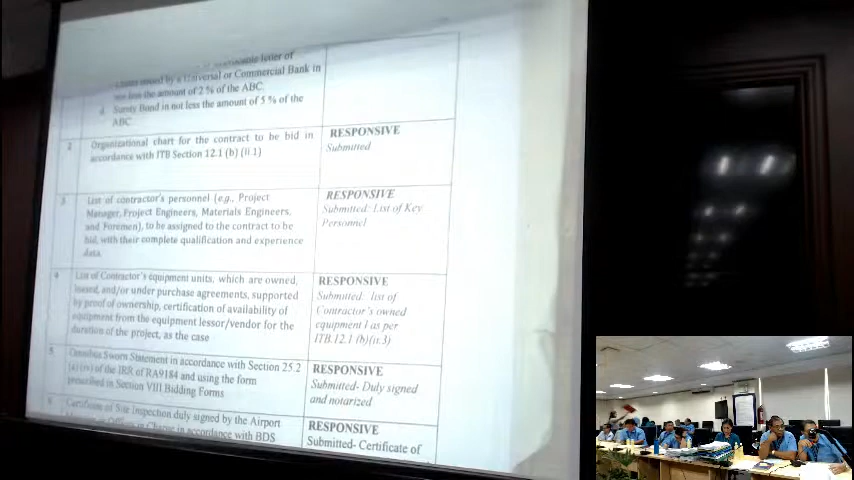 letter of
issued by a Universal or Commercial Bank in
not less the amount of 2 % of the ABC
d. Surety Bond in not less the amount of 5 % of the
ABC
2 Organizational chart for the contract to be bid in
accordance with ITB Section 12.1 (b) (ii.1)
RESPONSIVE
Submitted
3 List of contractor's personnel (e.g., Project
Manager, Project Engineers, Materials Engineers,
and Foremen), to be assigned to the contract to be
bid, with their complete qualification and experience
data.
RESPONSIVE
Submitted: List of Key
Personnel
4 List of Contractor's equipment units, which are owned,
leased, and/or under purchase agreements, supported
by proof of ownership, certification of availability of
equipment from the equipment lessor/vendor for the
duration of the project, as the case
RESPONSIVE
Submitted: list of
Contractor's owned
equipment I as per
ITB.12.1 (b)(ii.3)
5 Omnibus Sworn Statement in accordance with Section 25.2
of the IRR of RA9184 and using the form
prescribed in Section VIII Bidding Forms
RESPONSIVE
Submitted- Duly signed
and notarized
6 Certificate of Site Inspection duly signed by the Airport
in Charge in accordance with BDS
RESPONSIVE
Submitted- Certificate of